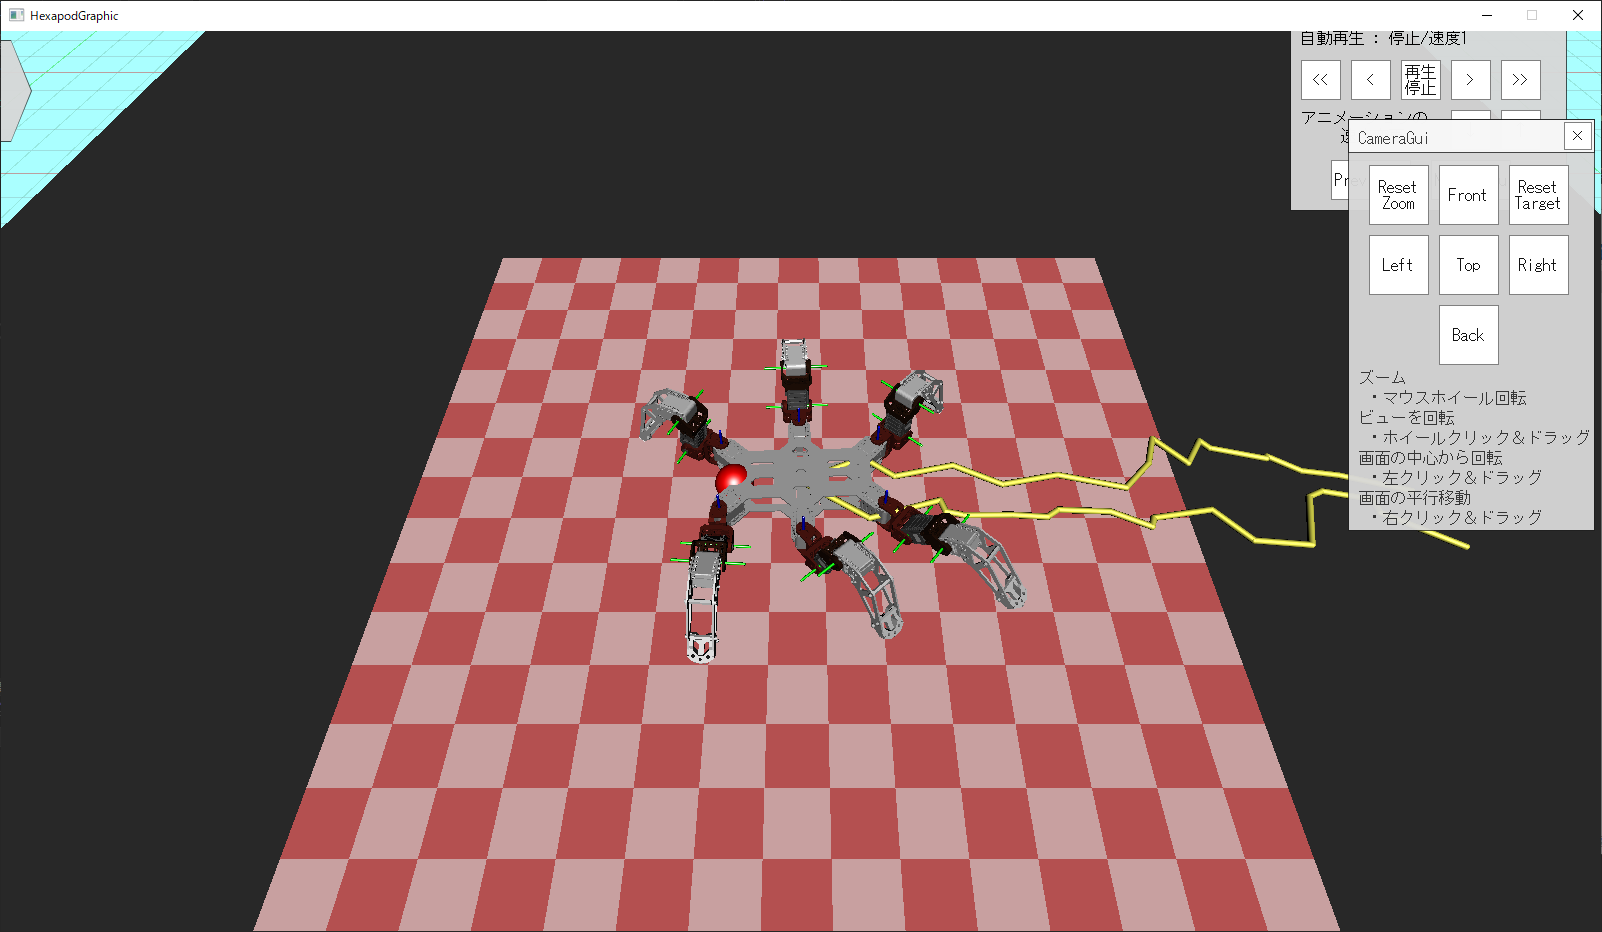 HexapodGraphic
自動再生 : 停止/速度1
<< < 再生 > >>
停止
アニメーションの
CameraGui
Reset Front Reset
Zoom Target
Left Top Right
Back
ズーム
・マウスホイール回転
ビューを回転
・ホイールクリック＆ドラッグ
画面の中心から回転
・左クリック＆ドラッグ
画面の平行移動
・右クリック＆ドラッグ